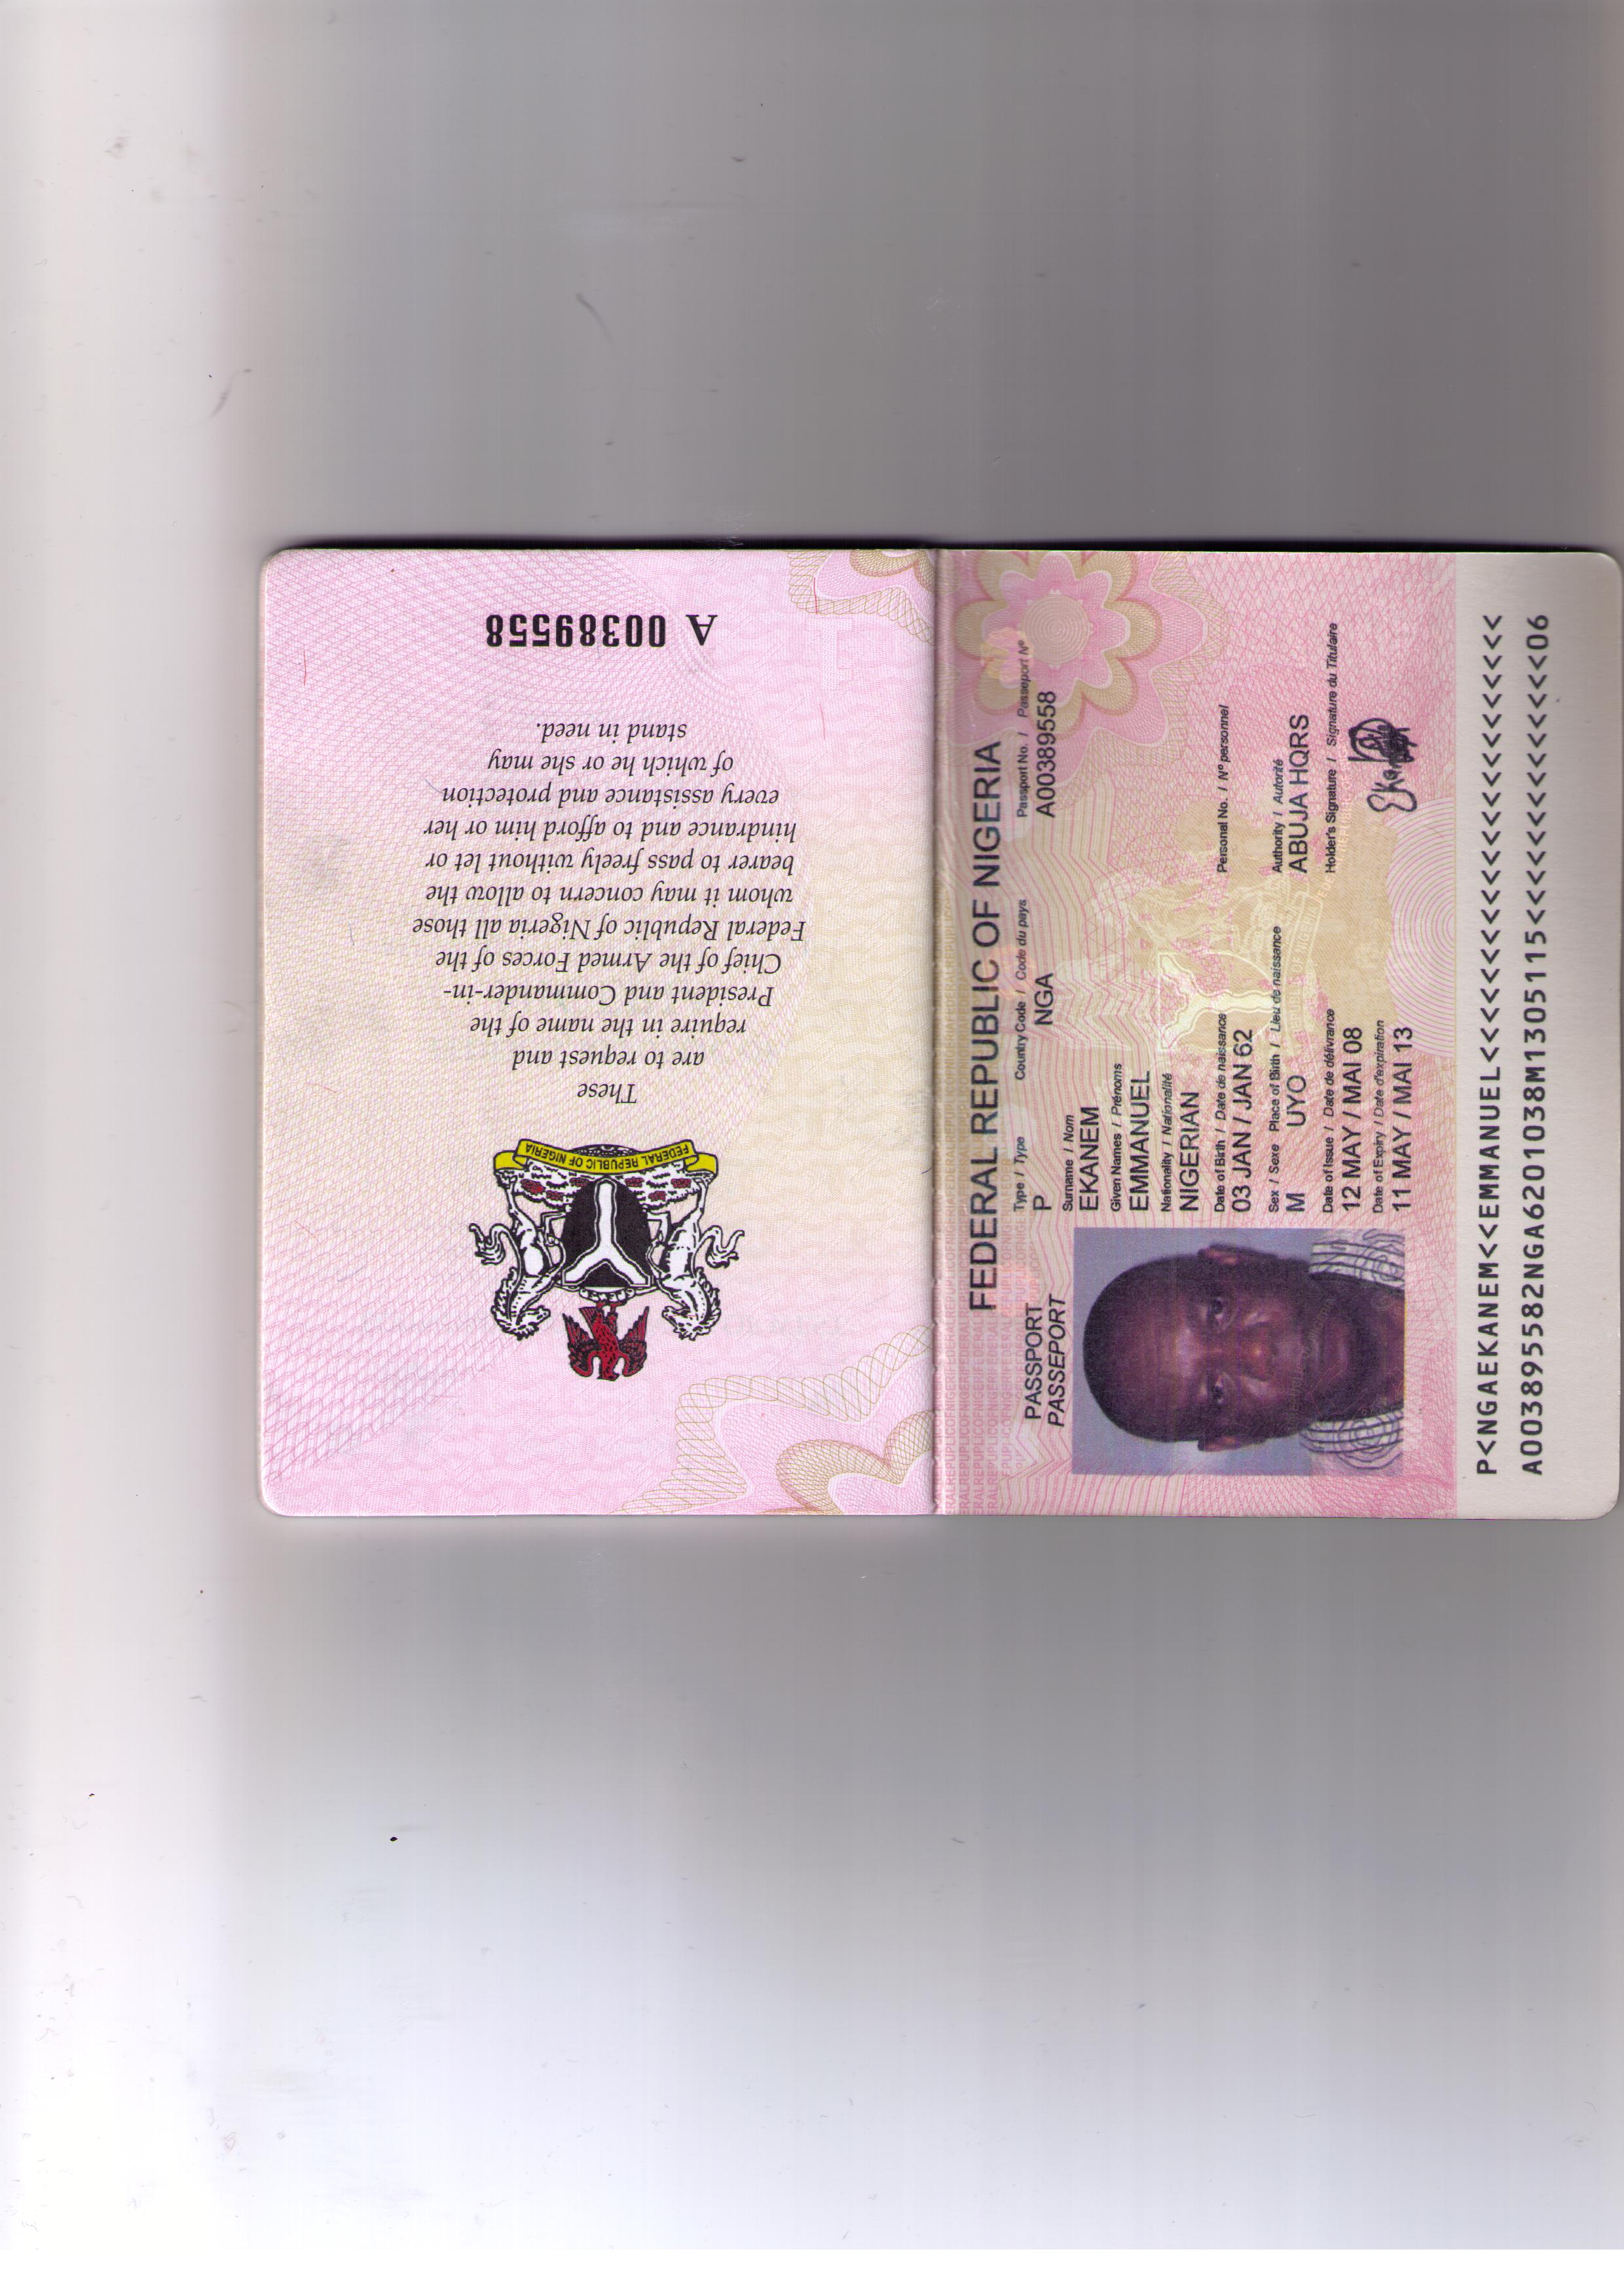 A 00389558
These
are to request and
require in the name of the
President and Commander-in-
Chief of the Armed Forces of the
Federal Republic of Nigeria all those
whom it may concern to allow the
bearer to pass freely without let or
hindrance and to afford him or her
every assistance and protection
of which he or she may
stand in need.
FEDERAL REPUBLIC OF NIGERIA
FEDERAL REPUBLIC OF NIGERIA
PASSPORT
PASSEPORT
Type / Type
Country Code / Code du pays
Passport No. / Passeport Nº
P
NGA
A00389558
Surname / Nom
EKANEM
Given Names / Prénoms
EMMANUEL
Nationality / Nationalité
NIGERIAN
Date of Birth / Date de naissance
Personal No. / Nº personnel
03 JAN / JAN 62
Sex / Sexe
Place of Birth / Lieu de naissance
Authority / Autorité
M
UYO
ABUJA HQRS
Date of Issue / Date de délivrance
Holder's Signature / Signature du Titulaire
12 MAY / MAI 08
Date of Expiry / Date d'expiration
11 MAY / MAI 13
P<NGAEKANEM<<EMMANUEL<<<<<<<<<<<<<<<<<<<<<<<
A003895582NGA6201038M1305115<<<<<<<<<<<<<<06